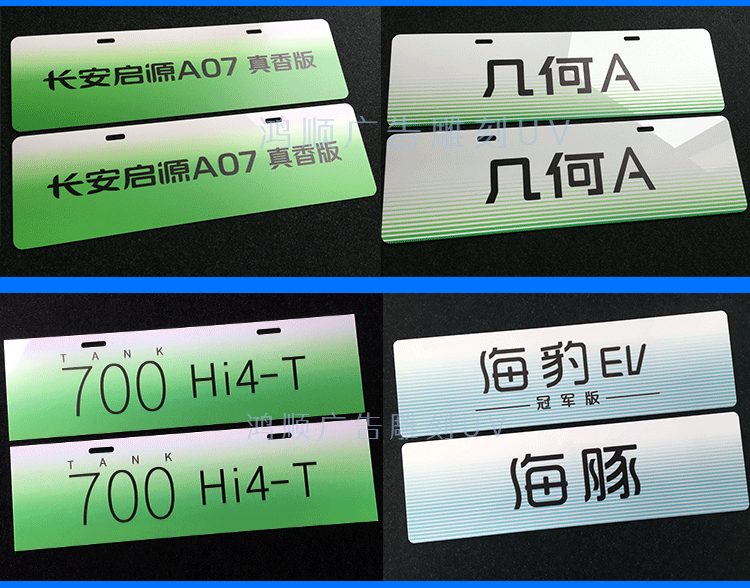 长安启源A07 真香版
长安启源A07 真香版
几何A
几何A
鸿顺广告雕刻UV
TANK
700 Hi4-T
TANK
700 Hi4-T
海豹EV
冠军版
海豚
鸿顺广告雕刻UV